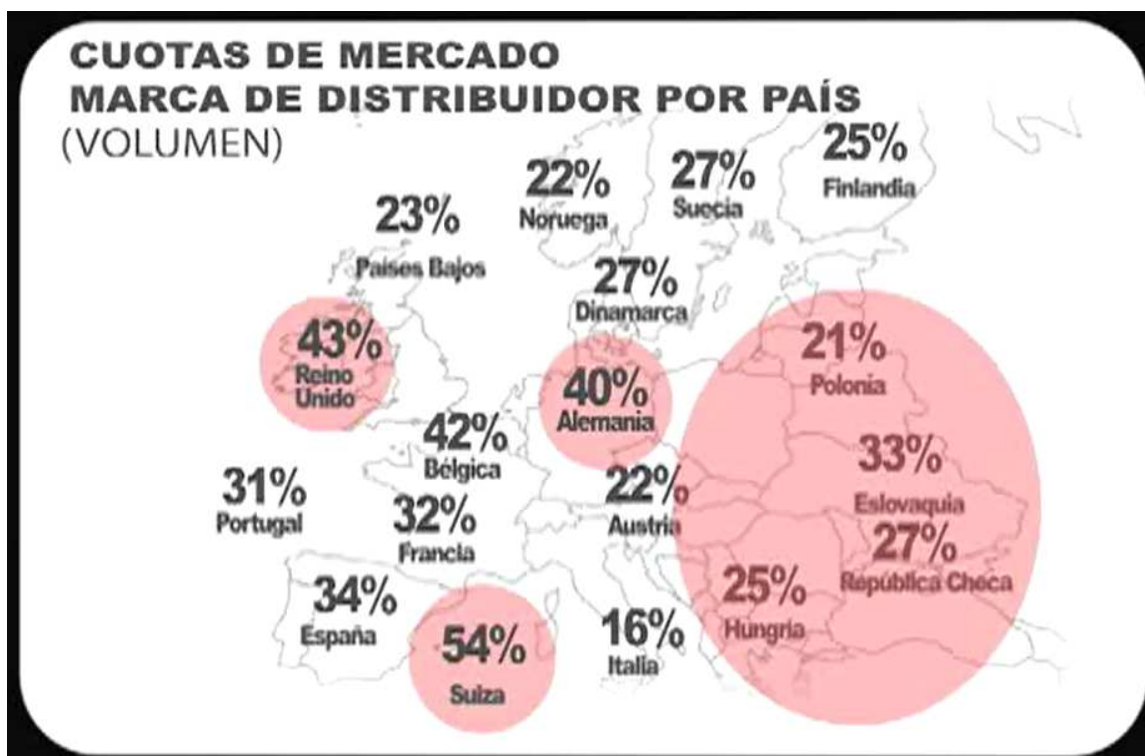 CUOTAS DE MERCADO
MARCA DE DISTRIBUIDOR POR PAÍS
(VOLUMEN)
25%
Finlandia
27%
Suecia
22%
Noruega
23%
Países Bajos
27%
Dinamarca
43%
Reino
Unido
40%
Alemania
21%
Polonia
42%
Bélgica
33%
Eslovaquia
31%
Portugal
32%
Francia
22%
Austria
27%
República Checa
34%
España
54%
Suiza
16%
Italia
25%
Hungría